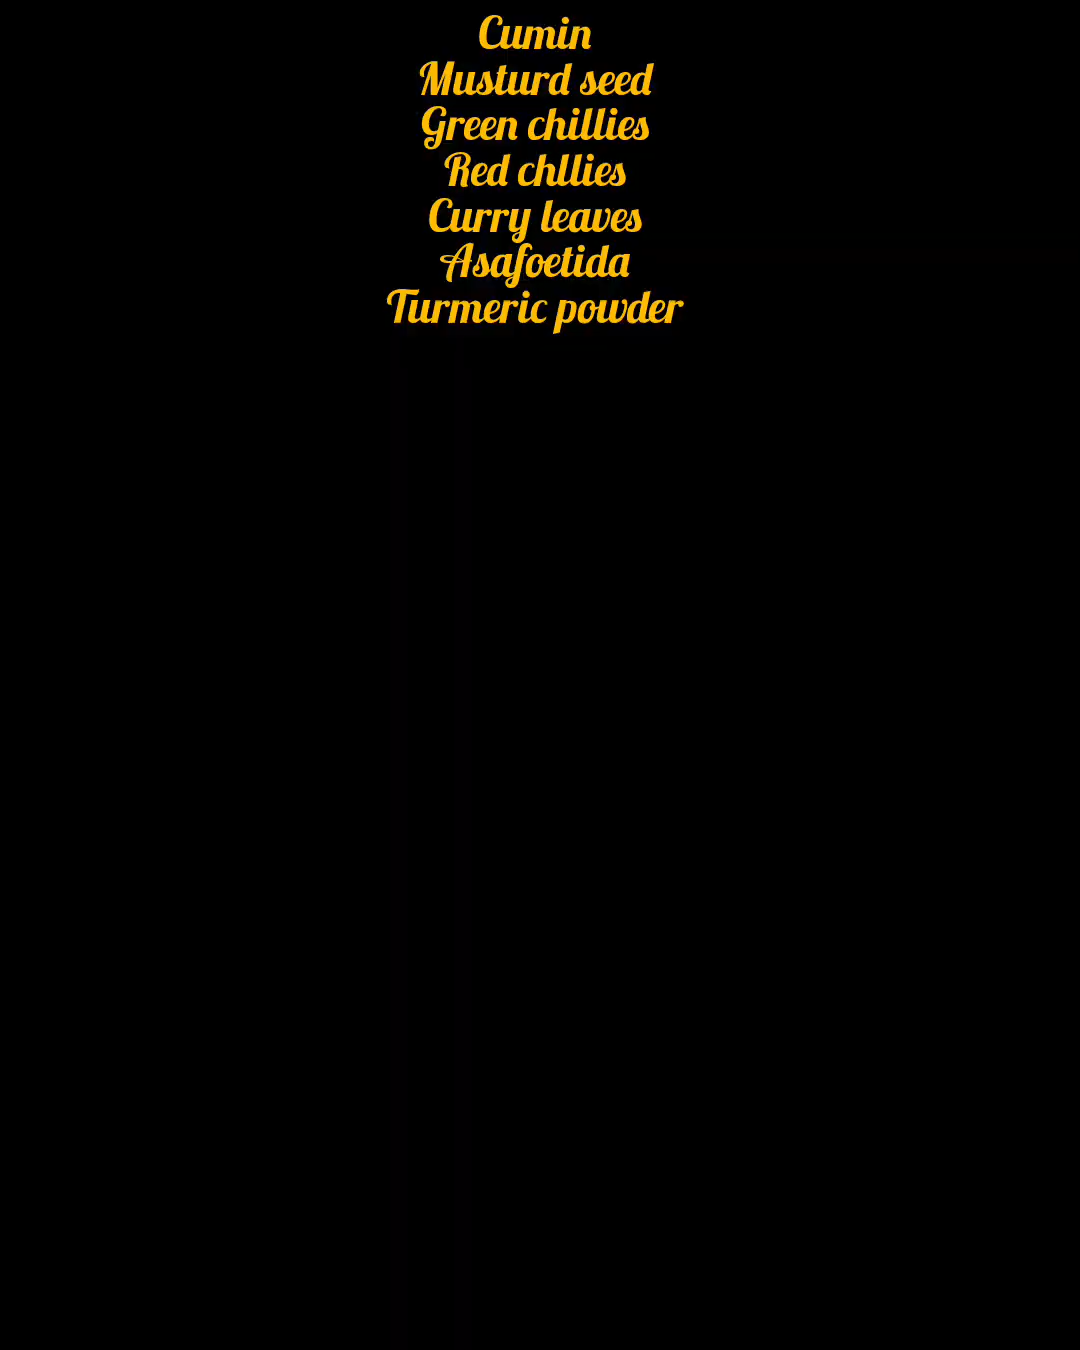 Cumin
Musturd seed
Green chillies
Red chllies
Curry leaves
Asafoetida
Turmeric powder